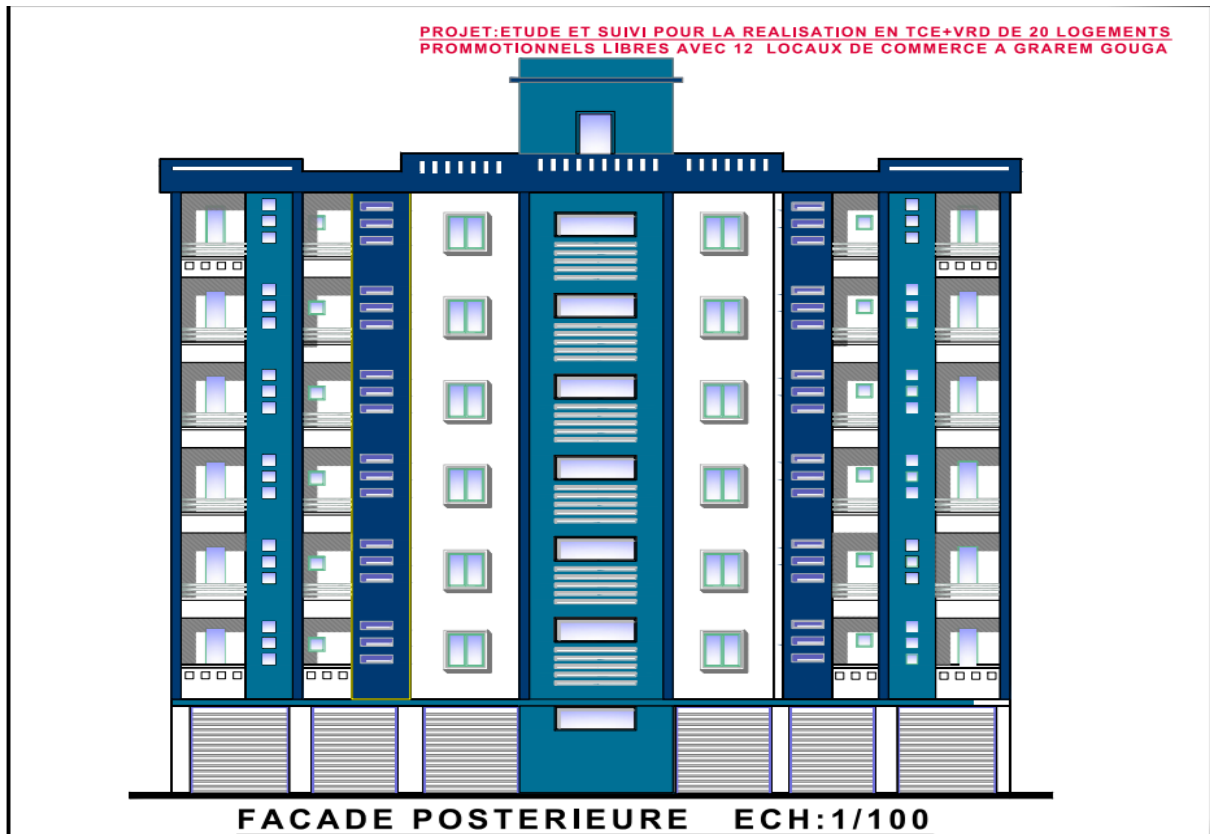 PROJET:ETUDE ET SUIVI POUR LA REALISATION EN TCE+VRD DE 20 LOGEMENTS
PROMMOTIONNELS LIBRES AVEC 12 LOCAUX DE COMMERCE A GRAREM GOUGA
FACADE POSTERIEURE ECH:1/100